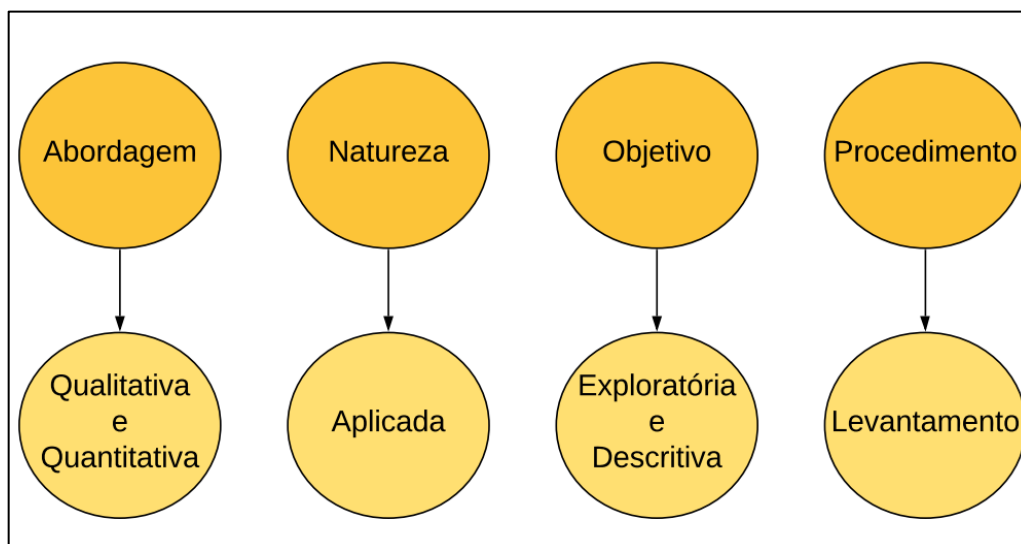 Abordagem
Natureza
Objetivo
Procedimento
Qualitativa
e
Quantitativa
Aplicada
Exploratória
e
Descritiva
Levantamento